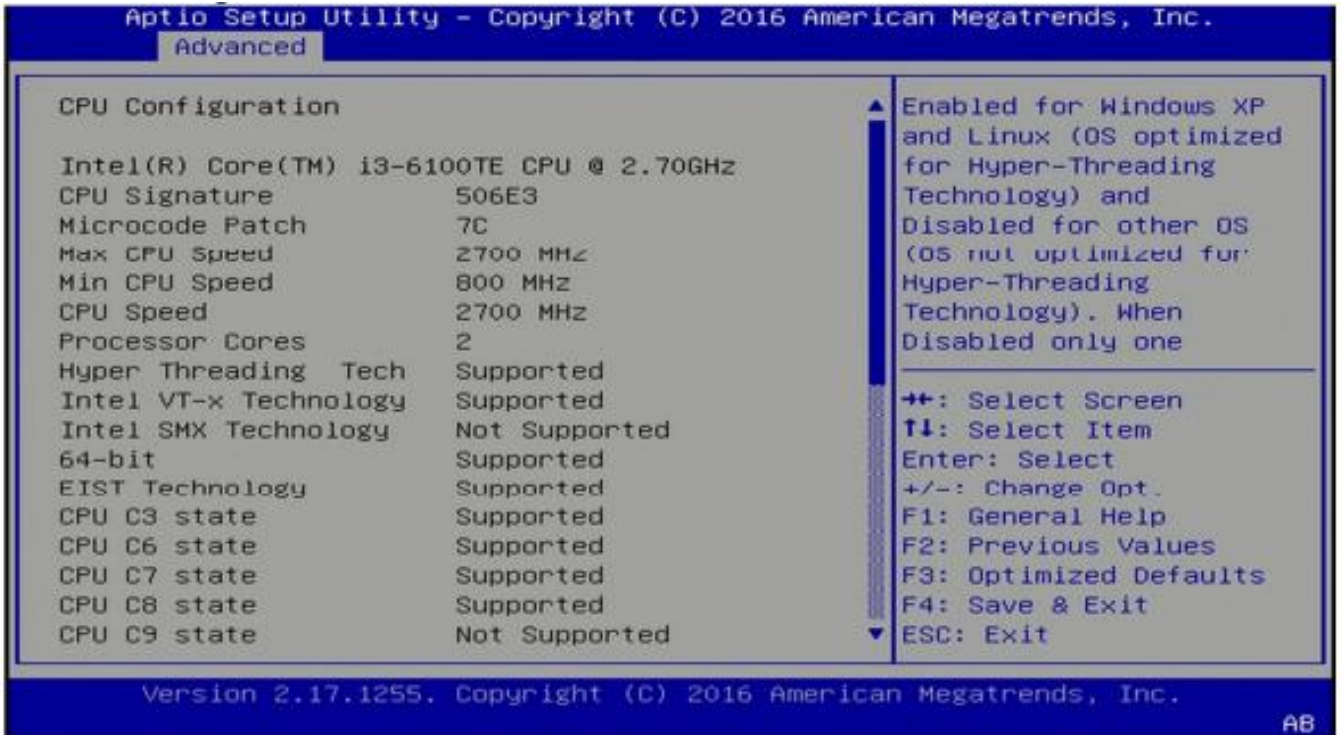 Aptio Setup Utility – Copyright (C) 2016 American Megatrends, Inc.
Advanced
CPU Configuration
Intel(R) Core(TM) i3-6100TE CPU @ 2.70GHz
CPU Signature 506E3
Microcode Patch 7C
Max CPU Speed 2700 MHz
Min CPU Speed 800 MHz
CPU Speed 2700 MHz
Processor Cores 2
Hyper Threading Tech Supported
Intel VT-x Technology Supported
Intel SMX Technology Not Supported
64-bit Supported
EIST Technology Supported
CPU C3 state Supported
CPU C6 state Supported
CPU C7 state Supported
CPU C8 state Supported
CPU C9 state Not Supported
Enabled for Windows XP
and Linux (OS optimized
for Hyper-Threading
Technology) and
Disabled for other OS
(OS not optimized for
Hyper-Threading
Technology). When
Disabled only one
→←: Select Screen
↑↓: Select Item
Enter: Select
+/-: Change Opt.
F1: General Help
F2: Previous Values
F3: Optimized Defaults
F4: Save & Exit
ESC: Exit
Version 2.17.1255. Copyright (C) 2016 American Megatrends, Inc.
AB